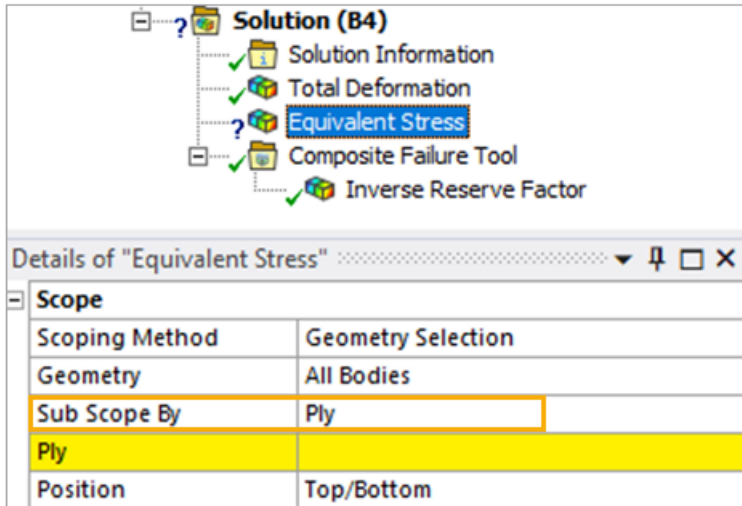 Solution (B4)
Solution Information
Total Deformation
Equivalent Stress
Composite Failure Tool
Inverse Reserve Factor
Details of "Equivalent Stress"
Scope
Scoping Method Geometry Selection
Geometry All Bodies
Sub Scope By Ply
Ply
Position Top/Bottom